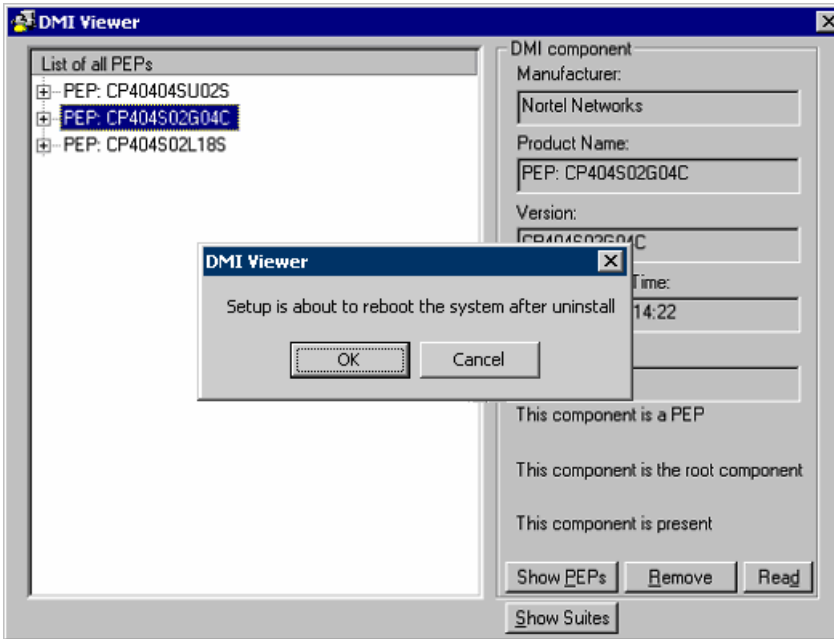 DMI Viewer
List of all PEPs
PEP: CP40404SU02S
PEP: CP404S02G04C
PEP: CP404S02L18S
DMI component
Manufacturer:
Nortel Networks
Product Name:
PEP: CP404S02G04C
Version:
CP404S02G04C
Time:
14:22
This component is a PEP
This component is the root component
This component is present
Show PEPs
Remove
Read
Show Suites
DMI Viewer
Setup is about to reboot the system after uninstall
OK
Cancel